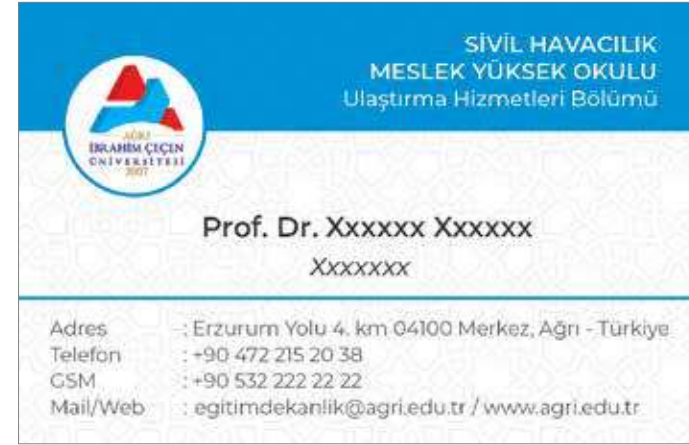 SİVİL HAVACILIK
MESLEK YÜKSEK OKULU
Ulaştırma Hizmetleri Bölümü
AĞRI
İBRAHİM ÇEÇEN
ÜNİVERSİTESİ
2007
Prof. Dr. Xxxxxx Xxxxxx
Xxxxxxx
Adres : Erzurum Yolu 4. km 04100 Merkez, Ağrı - Türkiye
Telefon : +90 472 215 20 38
GSM : +90 532 222 22 22
Mail/Web : egitimdekanlik@agri.edu.tr / www.agri.edu.tr